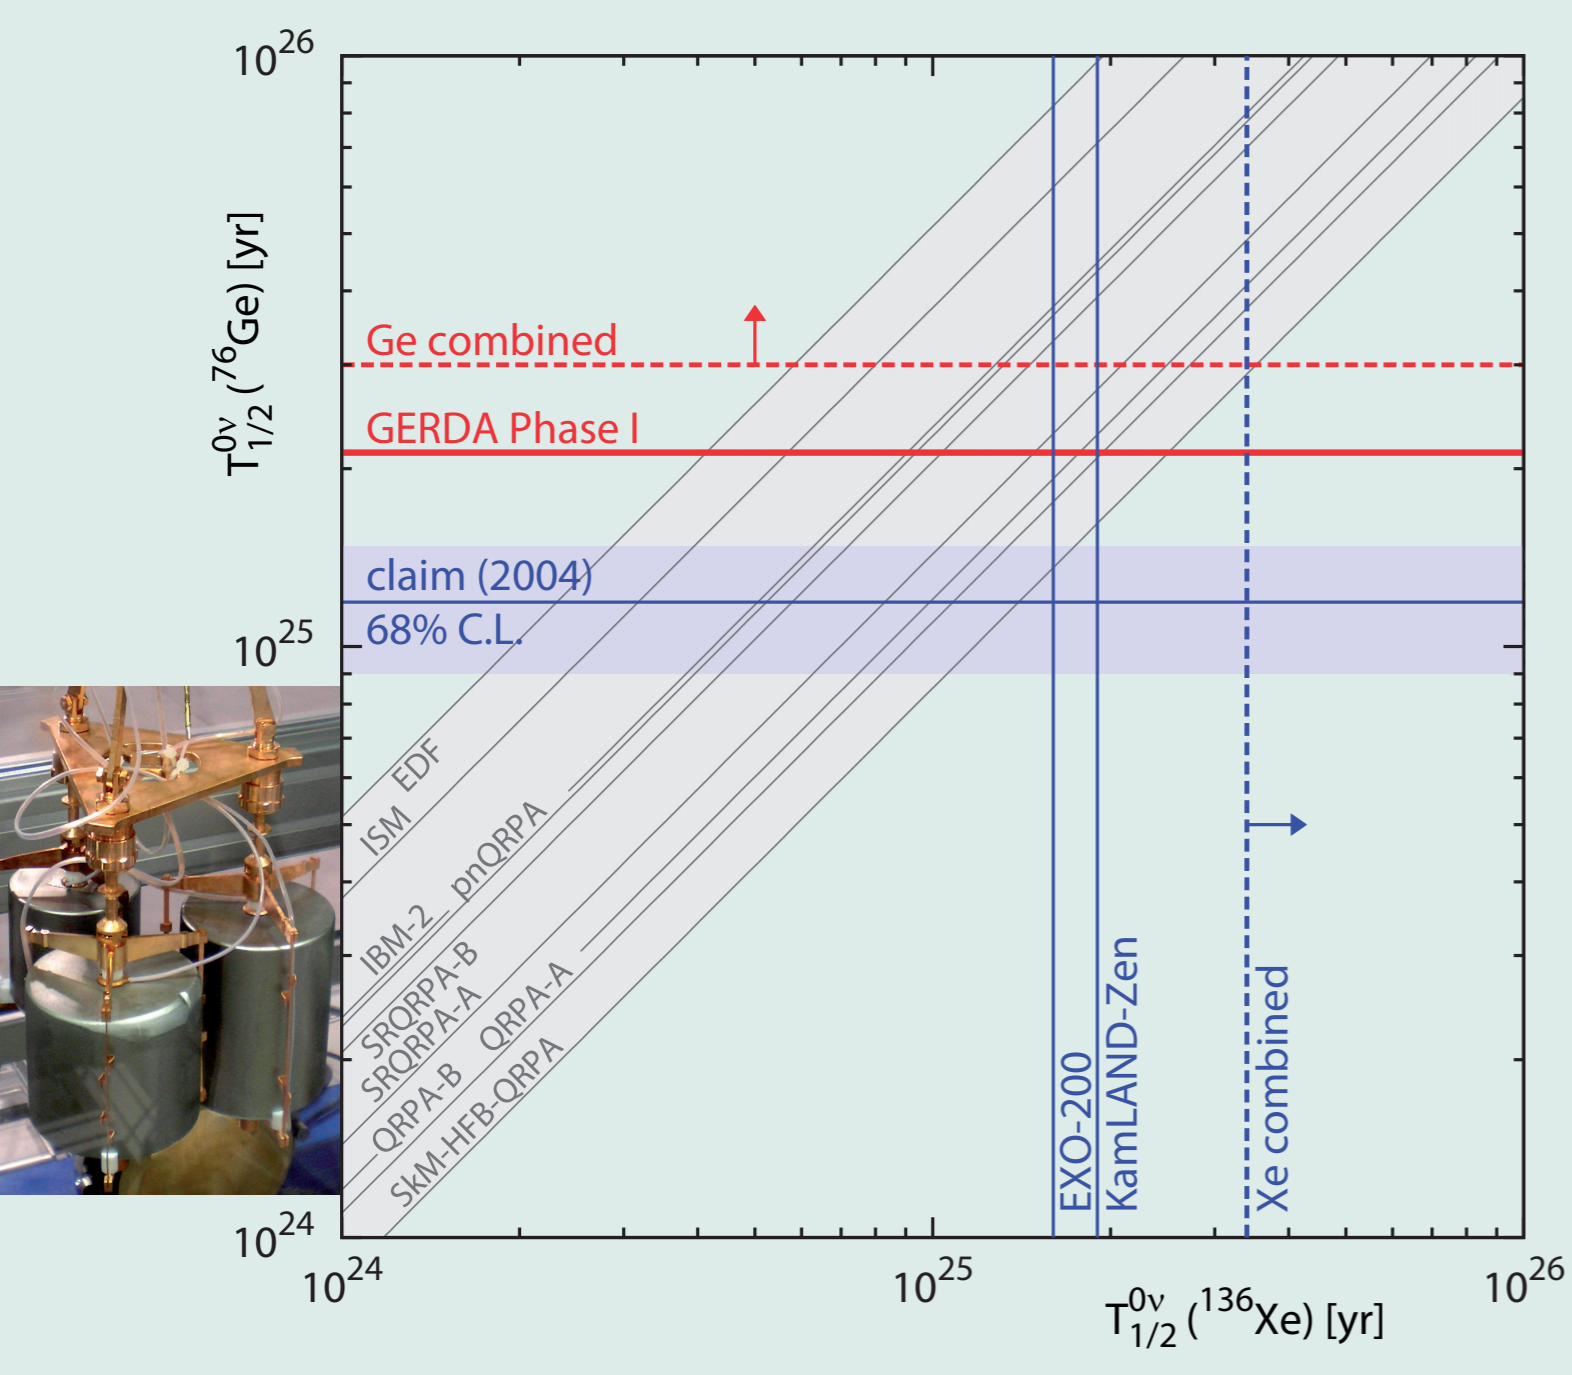 10^26
T^0ν_1/2 (^76Ge) [yr]
Ge combined
GERDA Phase I
claim (2004)
10^25
68% C.L.
EDF
ISM
pnQRPA
IBM-2
SRQRPA-B
SRQRPA-A
QRPA-A
QRPA-B
SkM-HFB-QRPA
EXO-200
KamLAND-Zen
Xe combined
10^24
10^24
10^25
10^26
T^0ν_1/2 (^136Xe) [yr]